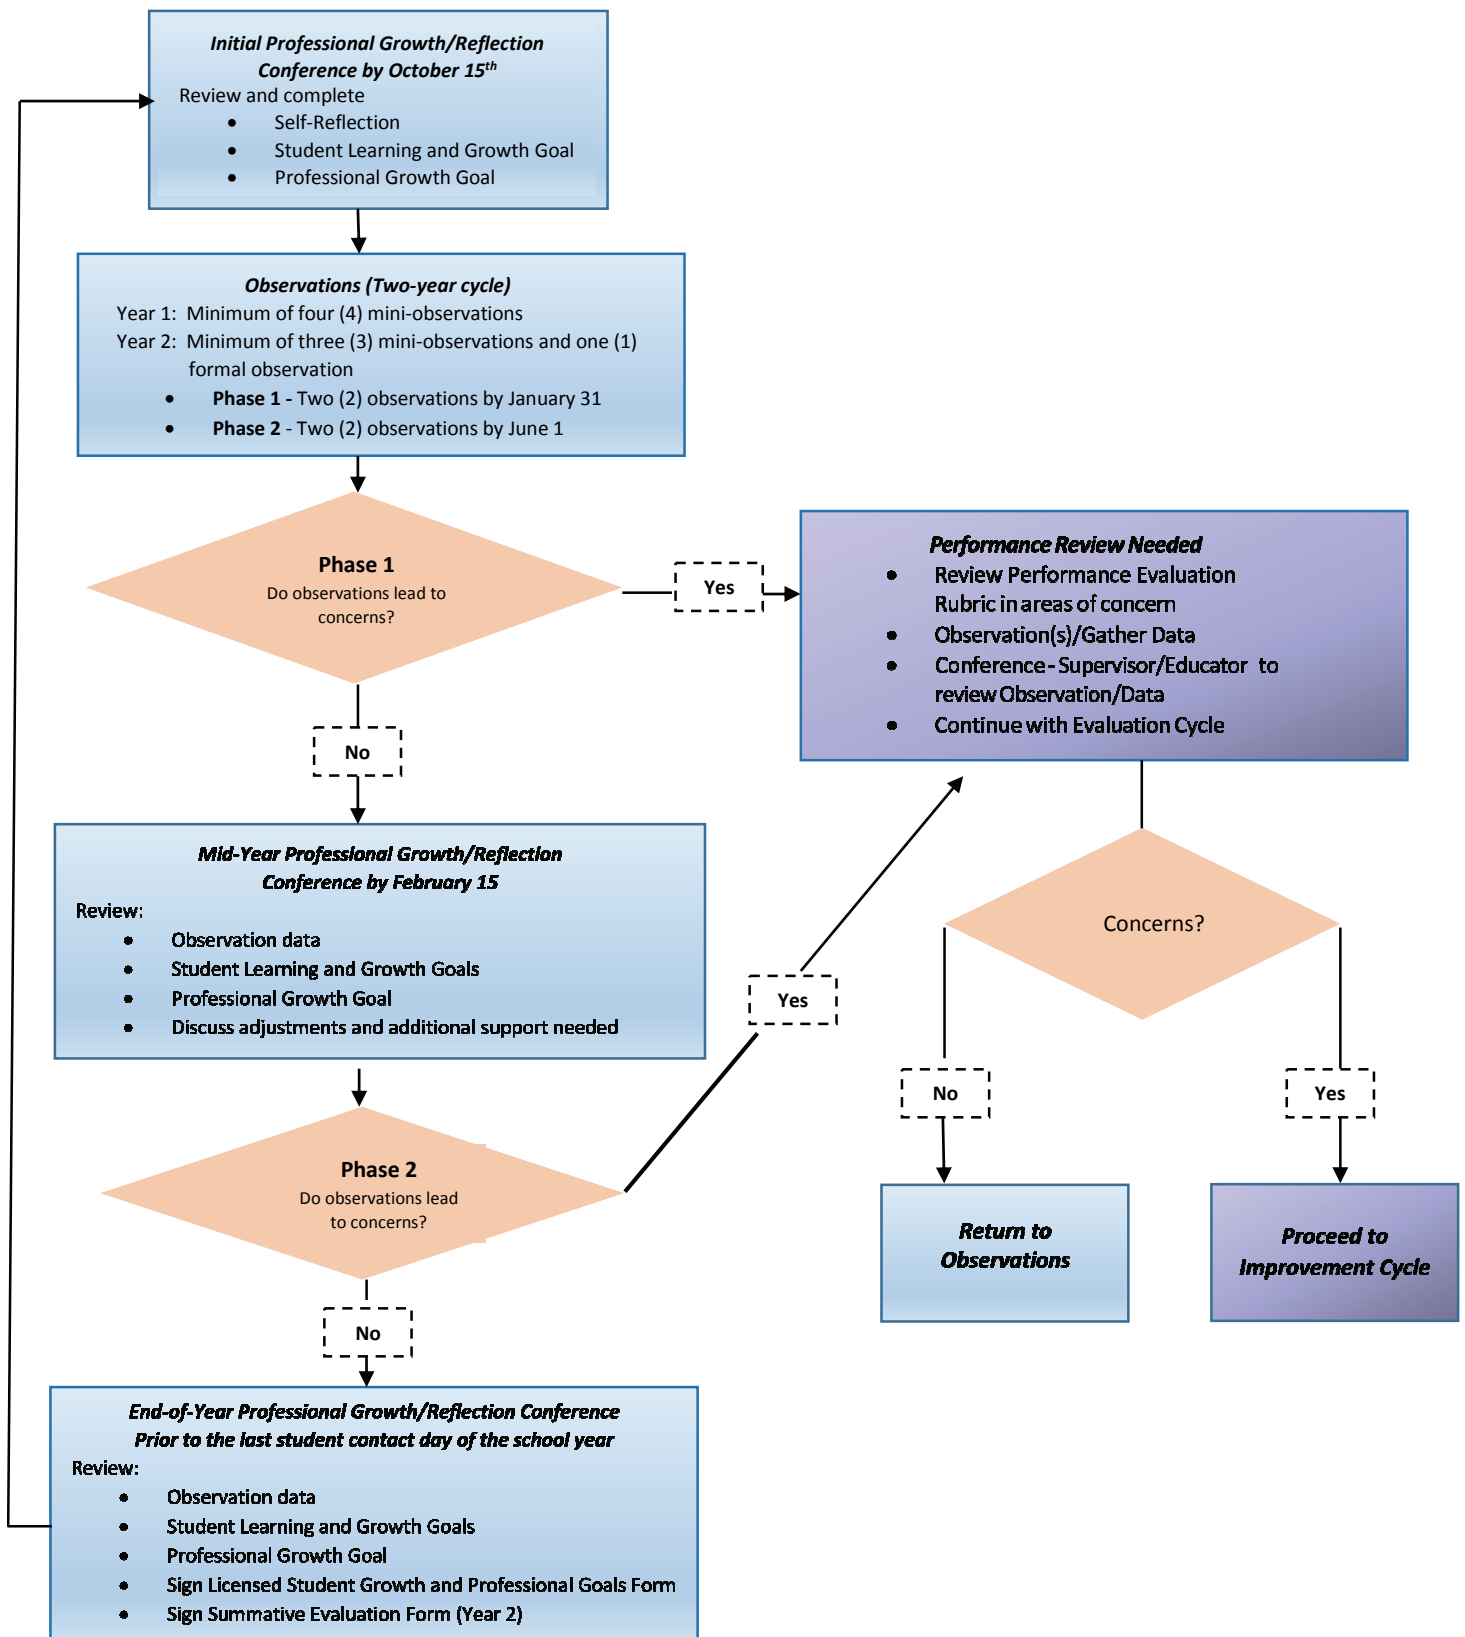 Initial Professional Growth/Reflection
Conference by October 15th
Review and complete
• Self-Reflection
• Student Learning and Growth Goal
• Professional Growth Goal
Observations (Two-year cycle)
Year 1: Minimum of four (4) mini-observations
Year 2: Minimum of three (3) mini-observations and one (1)
formal observation
• Phase 1 - Two (2) observations by January 31
• Phase 2 - Two (2) observations by June 1
Phase 1
Do observations lead to
concerns?
Yes
Performance Review Needed
• Review Performance Evaluation
Rubric in areas of concern
• Observation(s)/Gather Data
• Conference - Supervisor/Educator to
review Observation/Data
• Continue with Evaluation Cycle
No
Mid-Year Professional Growth/Reflection
Conference by February 15
Review:
• Observation data
• Student Learning and Growth Goals
• Professional Growth Goal
• Discuss adjustments and additional support needed
Yes
Concerns?
No
Yes
Phase 2
Do observations lead
to concerns?
Return to
Observations
Proceed to
Improvement Cycle
No
End-of-Year Professional Growth/Reflection Conference
Prior to the last student contact day of the school year
Review:
• Observation data
• Student Learning and Growth Goals
• Professional Growth Goal
• Sign Licensed Student Growth and Professional Goals Form
• Sign Summative Evaluation Form (Year 2)